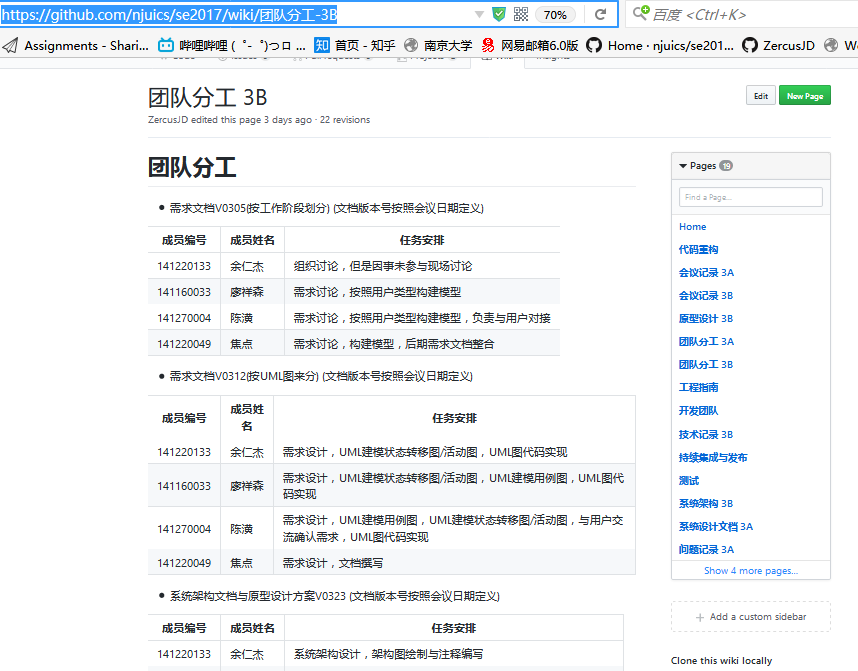 https://github.com/njuics/se2017/wiki/团队分工-3B
70%
百度 <Ctrl+K>
Assignments - Shari...
哔哩哔哩 ( ゜- ゜)つロ ...
知 首页 - 知乎
南京大学
网易邮箱6.0版
Home · njuics/se201...
ZercusJD
团队分工 3B
Edit
New Page
ZercusJD edited this page 3 days ago · 22 revisions
团队分工
• 需求文档V0305(按工作阶段划分) (文档版本号按照会议日期定义)
成员编号 成员姓名 任务安排
141220133 余仁杰 组织讨论，但是因事未参与现场讨论
141160033 廖祥森 需求讨论，按照用户类型构建模型
141270004 陈潢 需求讨论，按照用户类型构建模型，负责与用户对接
141220049 焦点 需求讨论，构建模型，后期需求文档整合
• 需求文档V0312(按UML图来分) (文档版本号按照会议日期定义)
成员编号 成员姓名 任务安排
141220133 余仁杰 需求设计，UML建模状态转移图/活动图，UML图代码实现
141160033 廖祥森 需求设计，UML建模状态转移图/活动图，UML建模用例图，UML图代
码实现
141270004 陈潢 需求设计，UML建模用例图，UML建模状态转移图/活动图，与用户交
流确认需求，UML图代码实现
141220049 焦点 需求设计，文档撰写
• 系统架构文档与原型设计方案V0323 (文档版本号按照会议日期定义)
成员编号 成员姓名 任务安排
141220133 余仁杰 系统架构设计，架构图绘制与注释编写
Pages 19
Find a Page...
Home
代码重构
会议记录 3A
会议记录 3B
原型设计 3B
团队分工 3A
团队分工 3B
工程指南
开发团队
技术记录 3B
持续集成与发布
测试
系统架构 3B
系统设计文档 3A
问题记录 3A
Show 4 more pages...
+ Add a custom sidebar
Clone this wiki locally